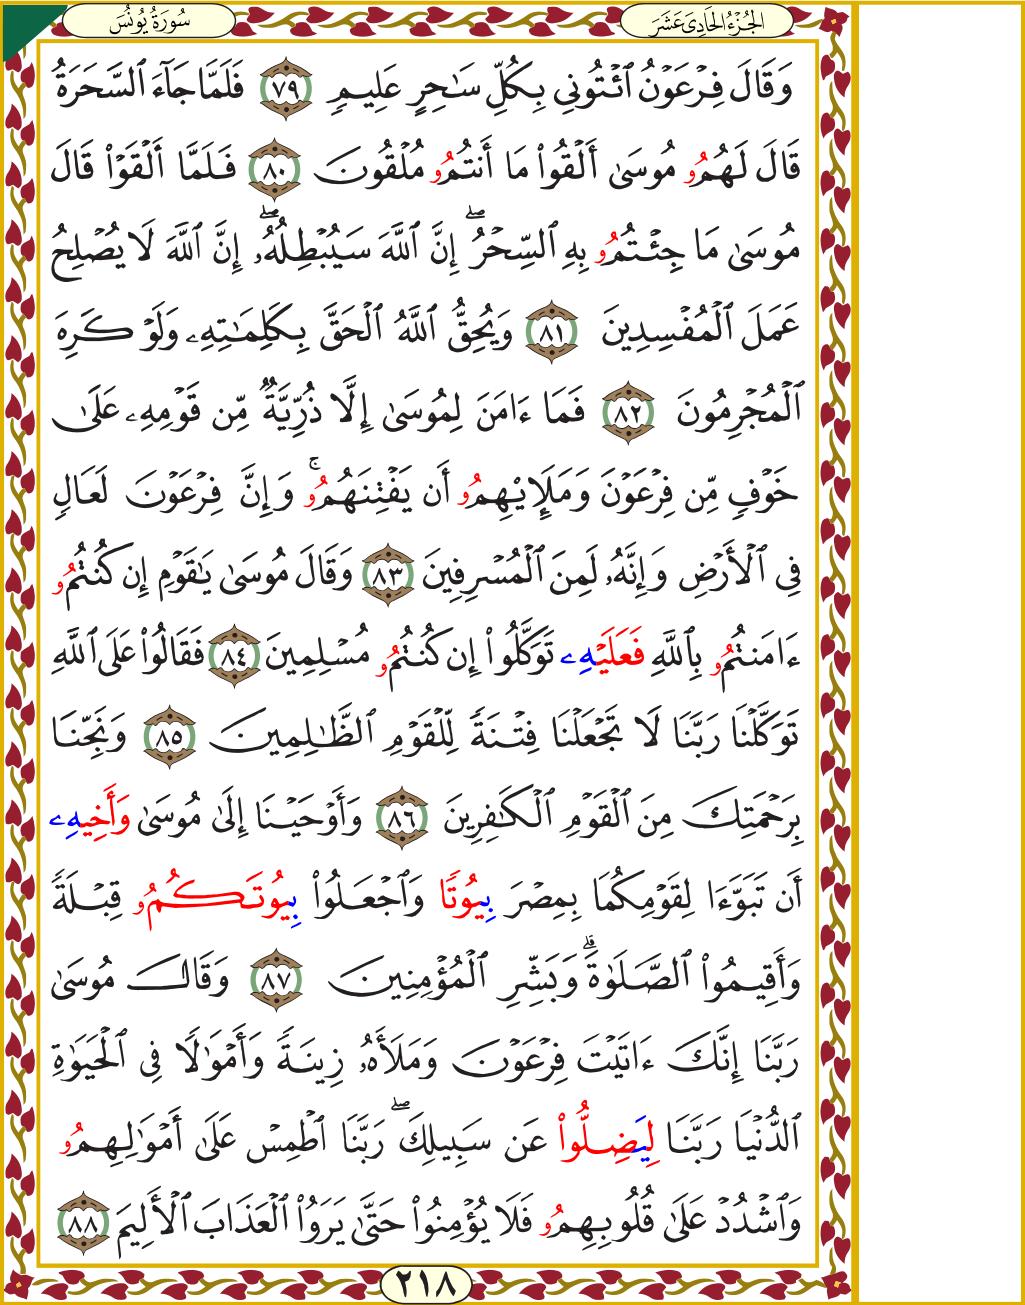 الجُزْءُ الحَادِىَ عَشَرَ
سُورَةُ يُونُسَ
وَقَالَ فِرْعَوْنُ ٱئْتُونِي بِكُلِّ سَٰحِرٍ عَلِيمٖ ٧٩ فَلَمَّا جَآءَ ٱلسَّحَرَةُ
قَالَ لَهُمُۥ مُوسَىٰ أَلْقُواْ مَا أَنتُمُۥ مُلْقُونَ ٨٠ فَلَمَّا أَلْقَوْاْ قَالَ
مُوسَىٰ مَا جِئْتُمُۥ بِهِ ٱلسِّحْرُۖ إِنَّ ٱللَّهَ سَيُبْطِلُهُۥۖ إِنَّ ٱللَّهَ لَا يُصْلِحُ
عَمَلَ ٱلْمُفْسِدِينَ ٨١ وَيُحِقُّ ٱللَّهُ ٱلْحَقَّ بِكَلِمَٰتِهِۦ وَلَوْ كَرِهَ
ٱلْمُجْرِمُونَ ٨٢ فَمَا ءَامَنَ لِمُوسَىٰ إِلَّا ذُرِّيَّةٞ مِّن قَوْمِهِۦ عَلَىٰ
خَوْفٖ مِّن فِرْعَوْنَ وَمَلَإِيْهِمُۥ أَن يَفْتِنَهُمُۥۚ وَإِنَّ فِرْعَوْنَ لَعَالٖ
فِى ٱلْأَرْضِ وَإِنَّهُۥ لَمِنَ ٱلْمُسْرِفِينَ ٨٣ وَقَالَ مُوسَىٰ يَٰقَوْمِ إِن كُنتُمُۥ
ءَامَنتُمُۥ بِٱللَّهِ فَعَلَيْهِۦ تَوَكَّلُواْ إِن كُنتُمُۥ مُسْلِمِينَ ٨٤ فَقَالُواْ عَلَى ٱللَّهِ
تَوَكَّلْنَا رَبَّنَا لَا تَجْعَلْنَا فِتْنَةٗ لِّلْقَوْمِ ٱلظَّٰلِمِينَ ٨٥ وَنَجِّنَا
بِرَحْمَتِكَ مِنَ ٱلْقَوْمِ ٱلْكَٰفِرِينَ ٨٦ وَأَوْحَيْنَا إِلَىٰ مُوسَىٰ وَأَخِيهِۦ
أَن تَبَوَّءَا لِقَوْمِكُمَا بِمِصْرَ بِيُوتٗا وَٱجْعَلُواْ بِيُوتَكُمُۥ قِبْلَةٗ
وَأَقِيمُواْ ٱلصَّلَوٰةَۗ وَبَشِّرِ ٱلْمُؤْمِنِينَ ٨٧ وَقَالَ مُوسَىٰ
رَبَّنَا إِنَّكَ ءَاتَيْتَ فِرْعَوْنَ وَمَلَأَهُۥ زِينَةٗ وَأَمْوَٰلٗا فِى ٱلْحَيَوٰةِ
ٱلدُّنْيَا رَبَّنَا لِيَضِلُّواْ عَن سَبِيلِكَۖ رَبَّنَا ٱطْمِسْ عَلَىٰ أَمْوَٰلِهِمُۥ
وَٱشْدُدْ عَلَىٰ قُلُوبِهِمُۥ فَلَا يُؤْمِنُواْ حَتَّىٰ يَرَوُاْ ٱلْعَذَابَ ٱلْأَلِيمَ ٨٨
٢١٨